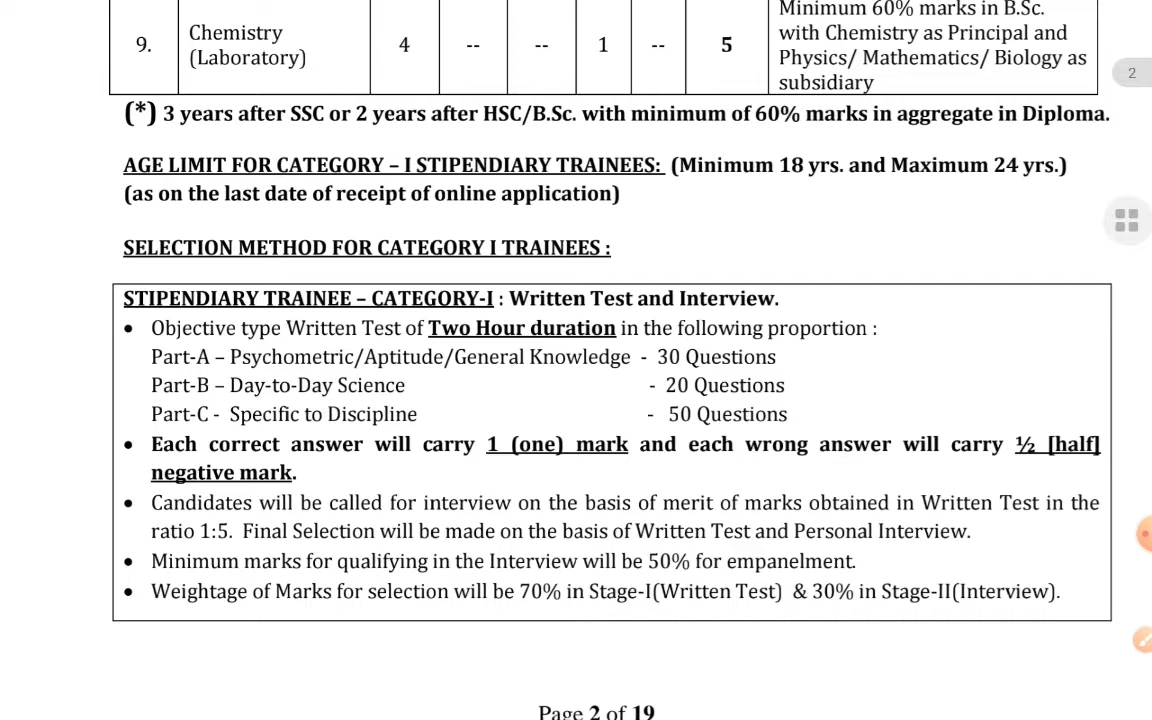 Minimum 60% marks in B.Sc.
9. Chemistry (Laboratory) 4 -- -- 1 -- 5 with Chemistry as Principal and
Physics/ Mathematics/ Biology as
subsidiary
2
(*) 3 years after SSC or 2 years after HSC/B.Sc. with minimum of 60% marks in aggregate in Diploma.
AGE LIMIT FOR CATEGORY – I STIPENDIARY TRAINEES: (Minimum 18 yrs. and Maximum 24 yrs.)
(as on the last date of receipt of online application)
SELECTION METHOD FOR CATEGORY I TRAINEES :
STIPENDIARY TRAINEE – CATEGORY-I : Written Test and Interview.
• Objective type Written Test of Two Hour duration in the following proportion :
Part-A – Psychometric/Aptitude/General Knowledge - 30 Questions
Part-B – Day-to-Day Science - 20 Questions
Part-C - Specific to Discipline - 50 Questions
• Each correct answer will carry 1 (one) mark and each wrong answer will carry ½ [half]
negative mark.
• Candidates will be called for interview on the basis of merit of marks obtained in Written Test in the
ratio 1:5. Final Selection will be made on the basis of Written Test and Personal Interview.
• Minimum marks for qualifying in the Interview will be 50% for empanelment.
• Weightage of Marks for selection will be 70% in Stage-I(Written Test) & 30% in Stage-II(Interview).
Page 2 of 19